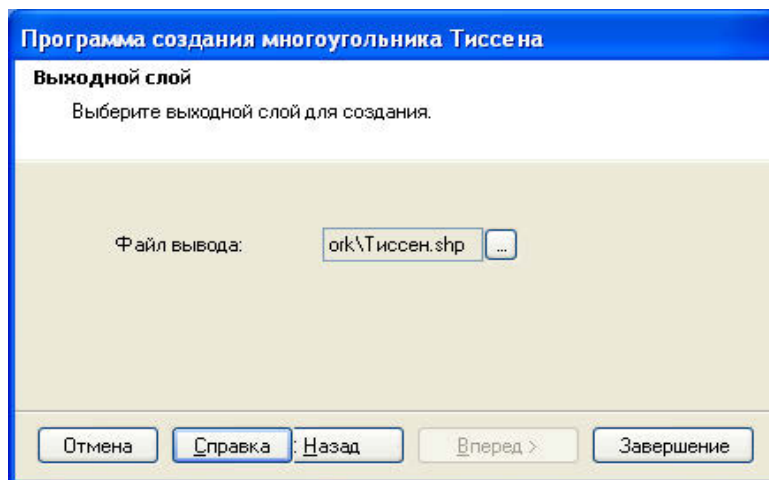 Программа создания многоугольника Тиссена
Выходной слой
Выберите выходной слой для создания.
Файл вывода: ork\Тиссен.shp ...
Отмена Справка : Назад Вперед > Завершение